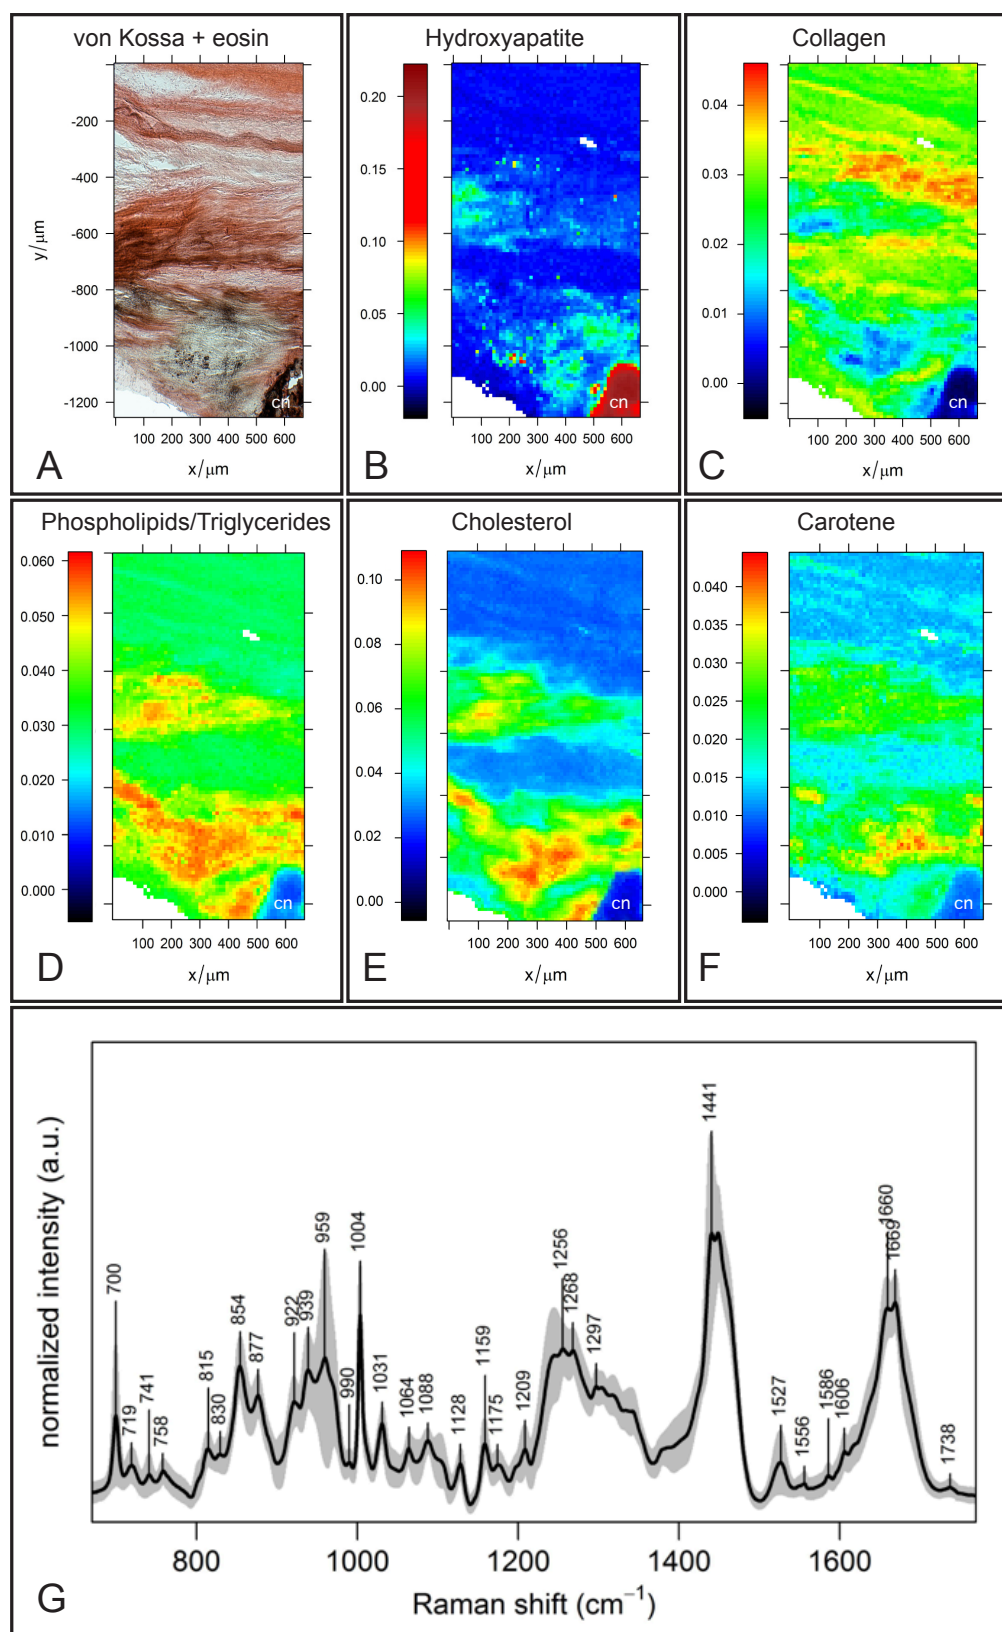 von Kossa + eosin
Hydroxyapatite
Collagen
y/μm
-200
-400
-600
-800
-1000
-1200
cn
100 200 300 400 500 600
x/μm
A
0.20
0.15
0.10
0.05
0.00
cn
100 200 300 400 500 600
x/μm
B
0.04
0.03
0.02
0.01
0.00
cn
100 200 300 400 500 600
x/μm
C
Phospholipids/Triglycerides
Cholesterol
Carotene
0.060
0.050
0.040
0.030
0.020
0.010
0.000
cn
100 200 300 400 500 600
x/μm
D
0.10
0.08
0.06
0.04
0.02
0.00
cn
100 200 300 400 500 600
x/μm
E
0.040
0.035
0.030
0.025
0.020
0.015
0.010
0.005
0.000
cn
100 200 300 400 500 600
x/μm
F
normalized intensity (a.u.)
700
719
741
758
815
830
854
877
922
939
959
990
1004
1031
1064
1088
1128
1159
1175
1209
1256
1268
1297
1441
1527
1556
1586
1606
1660
1669
1738
800 1000 1200 1400 1600
Raman shift (cm⁻¹)
G